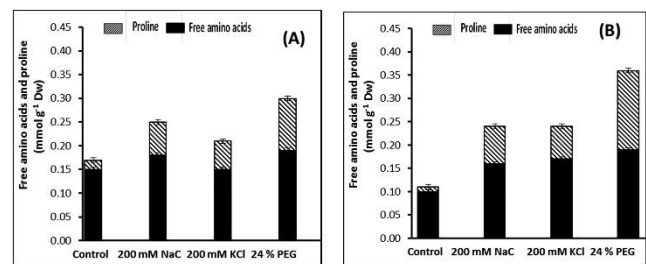 Free amino acids and proline
(mmol g⁻¹ Dw)
0.45
0.40
0.35
0.30
0.25
0.20
0.15
0.10
0.05
0.00
Proline Free amino acids
(A)
Control 200 mM NaC 200 mM KCl 24 % PEG
Free amino acids and proline
(mmol g⁻¹ Dw)
0.45
0.40
0.35
0.30
0.25
0.20
0.15
0.10
0.05
0.00
Proline Free amino acids
(B)
Control 200 mM NaC 200 mM KCl 24 % PEG